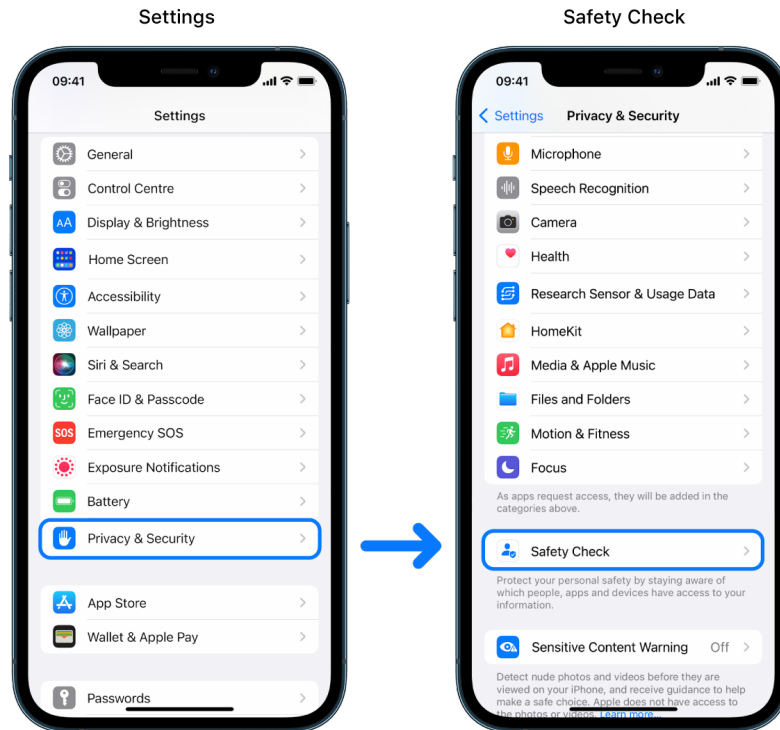 Settings
09:41
Settings
General
Control Centre
AA Display & Brightness
Home Screen
Accessibility
Wallpaper
Siri & Search
Face ID & Passcode
SOS Emergency SOS
Exposure Notifications
Battery
Privacy & Security
App Store
Wallet & Apple Pay
Passwords
Safety Check
09:41
Settings Privacy & Security
Microphone
Speech Recognition
Camera
Health
Research Sensor & Usage Data
HomeKit
Media & Apple Music
Files and Folders
Motion & Fitness
Focus
As apps request access, they will be added in the
categories above.
Safety Check
Protect your personal safety by staying aware of
which people, apps and devices have access to your
information.
Sensitive Content Warning Off
Detect nude photos and videos before they are
viewed on your iPhone, and receive guidance to help
make a safe choice. Apple does not have access to
the photos or videos. Learn more...